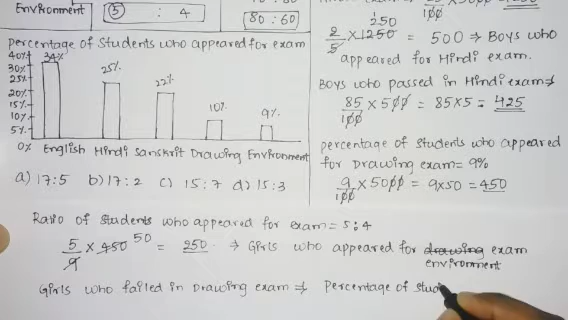 Environment ⑤ : 4
80 : 60
percentage of Students who appeared for exam
40%
30%
25%
20%
15%
10%
5%
0%
34%
25%
22%
10%
9%
English Hindi Sanskrit Drawing Environment
a) 17:5 b) 17:2 c) 15:7 d) 15:3
250
2/5 × 1250 = 500 ⇒ Boys who
appeared for Hindi exam.
Boys who passed in Hindi exam ⇒
85/100 × 500 = 85×5 = 425
percentage of students who appeared
for Drawing exam = 9%
9/100 × 5000 = 9×50 = 450
Ratio of Students who appeared for exam = 5:4
5/9 × 450 50 = 250 ⇒ Girls who appeared for drawing exam
environment
Girls who failed in Drawing exam ⇒ Percentage of Stud